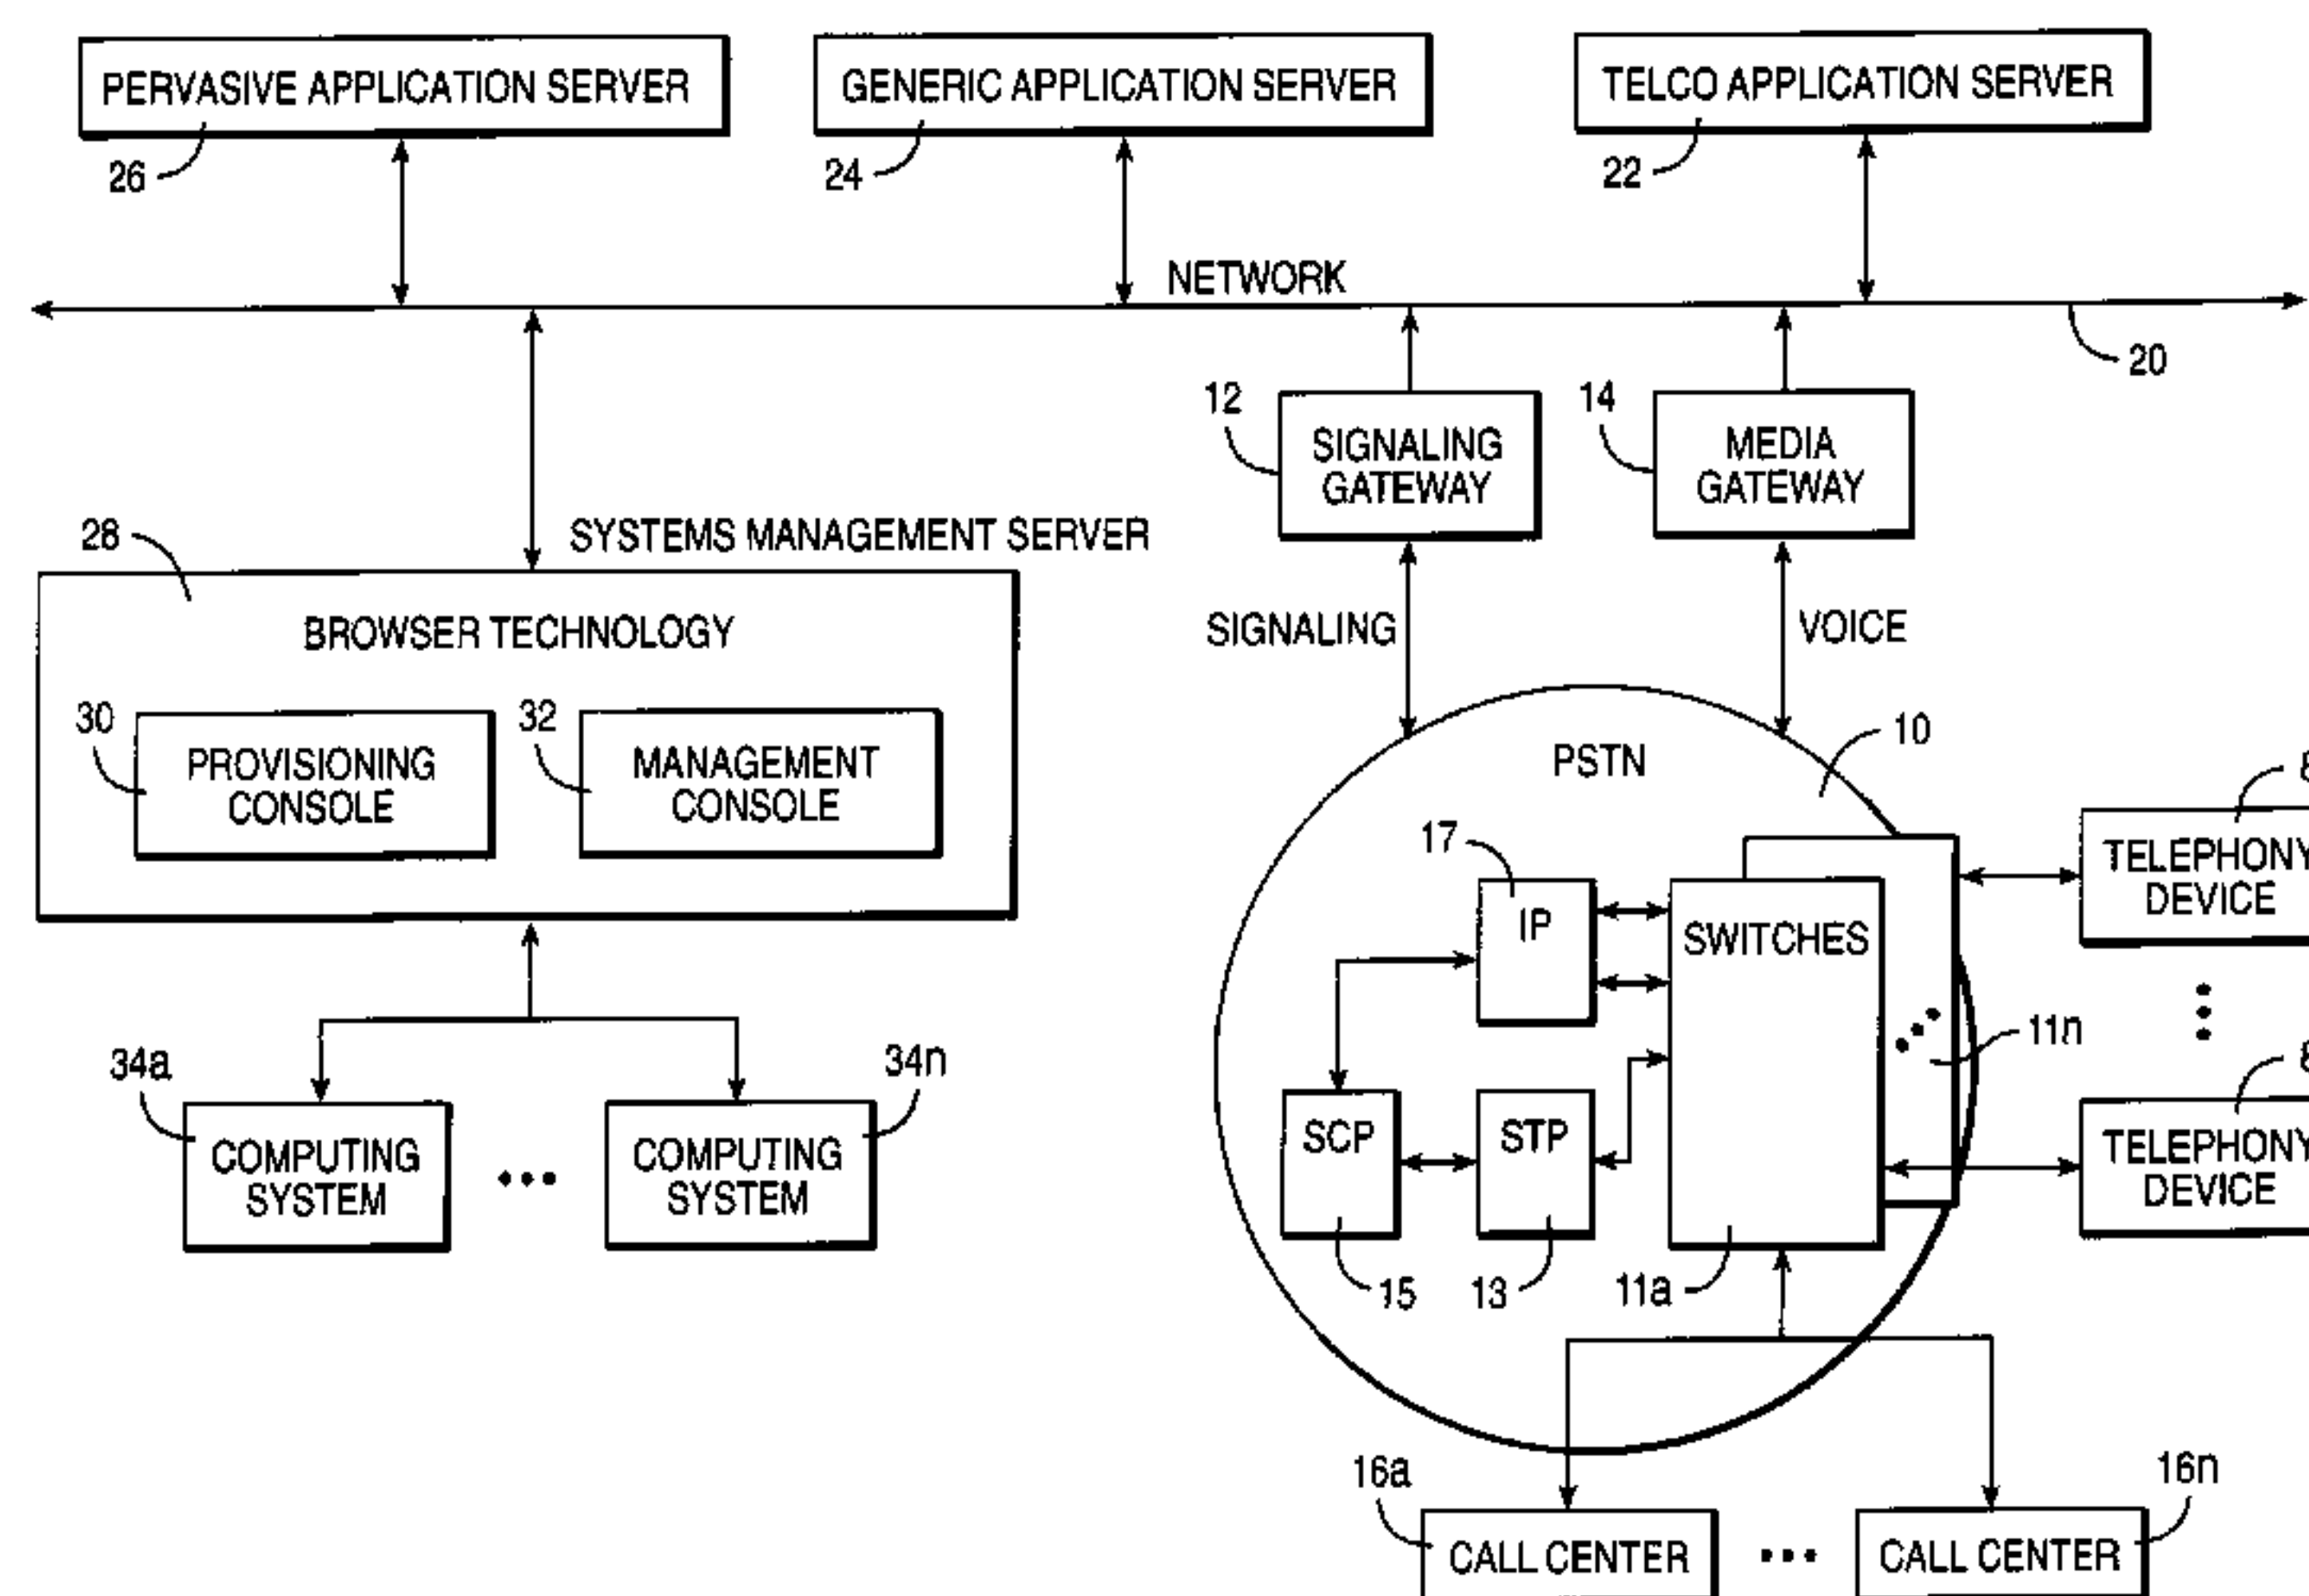 PERVASIVE APPLICATION SERVER
GENERIC APPLICATION SERVER
TELCO APPLICATION SERVER
26
24
22
NETWORK
20
12
SIGNALING
GATEWAY
14
MEDIA
GATEWAY
28
SYSTEMS MANAGEMENT SERVER
BROWSER TECHNOLOGY
30
PROVISIONING
CONSOLE
32
MANAGEMENT
CONSOLE
34a
COMPUTING
SYSTEM
34n
COMPUTING
SYSTEM
SIGNALING
VOICE
PSTN
10
17
IP
SWITCHES
11n
SCP
STP
15
13
11a
TELEPHONY
DEVICE
TELEPHONY
DEVICE
16a
CALL CENTER
16n
CALL CENTER